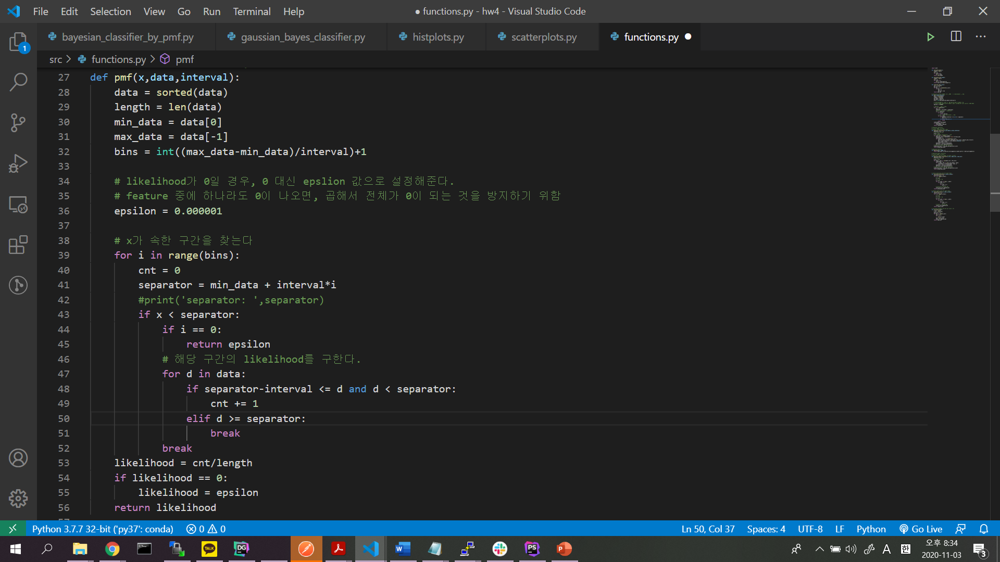 File Edit Selection View Go Run Terminal Help ● functions.py - hw4 - Visual Studio Code
bayesian_classifier_by_pmf.py gaussian_bayes_classifier.py histplots.py scatterplots.py functions.py
src > functions.py > pmf
27 def pmf(x,data,interval):
28 data = sorted(data)
29 length = len(data)
30 min_data = data[0]
31 max_data = data[-1]
32 bins = int((max_data-min_data)/interval)+1
33
34 # likelihood가 0일 경우, 0 대신 epslion 값으로 설정해준다.
35 # feature 중에 하나라도 0이 나오면, 곱해서 전체가 0이 되는 것을 방지하기 위함
36 epsilon = 0.000001
37
38 # x가 속한 구간을 찾는다
39 for i in range(bins):
40 cnt = 0
41 separator = min_data + interval*i
42 #print('separator: ',separator)
43 if x < separator:
44 if i == 0:
45 return epsilon
46 # 해당 구간의 likelihood를 구한다.
47 for d in data:
48 if separator-interval <= d and d < separator:
49 cnt += 1
50 elif d >= separator:
51 break
52 break
53 likelihood = cnt/length
54 if likelihood == 0:
55 likelihood = epsilon
56 return likelihood
1
Python 3.7.7 32-bit ('py37': conda) 0 0 Ln 50, Col 37 Spaces: 4 UTF-8 LF Python Go Live
TALK DG W PS P A 한 오후 8:34
2020-11-03 3